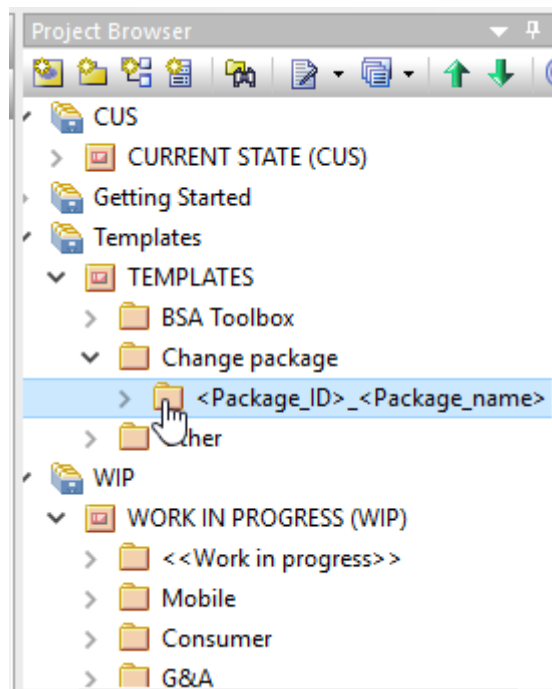 Project Browser
CUS
CURRENT STATE (CUS)
Getting Started
Templates
TEMPLATES
BSA Toolbox
Change package
<Package_ID>_<Package_name>
ther
WIP
WORK IN PROGRESS (WIP)
<<Work in progress>>
Mobile
Consumer
G&A